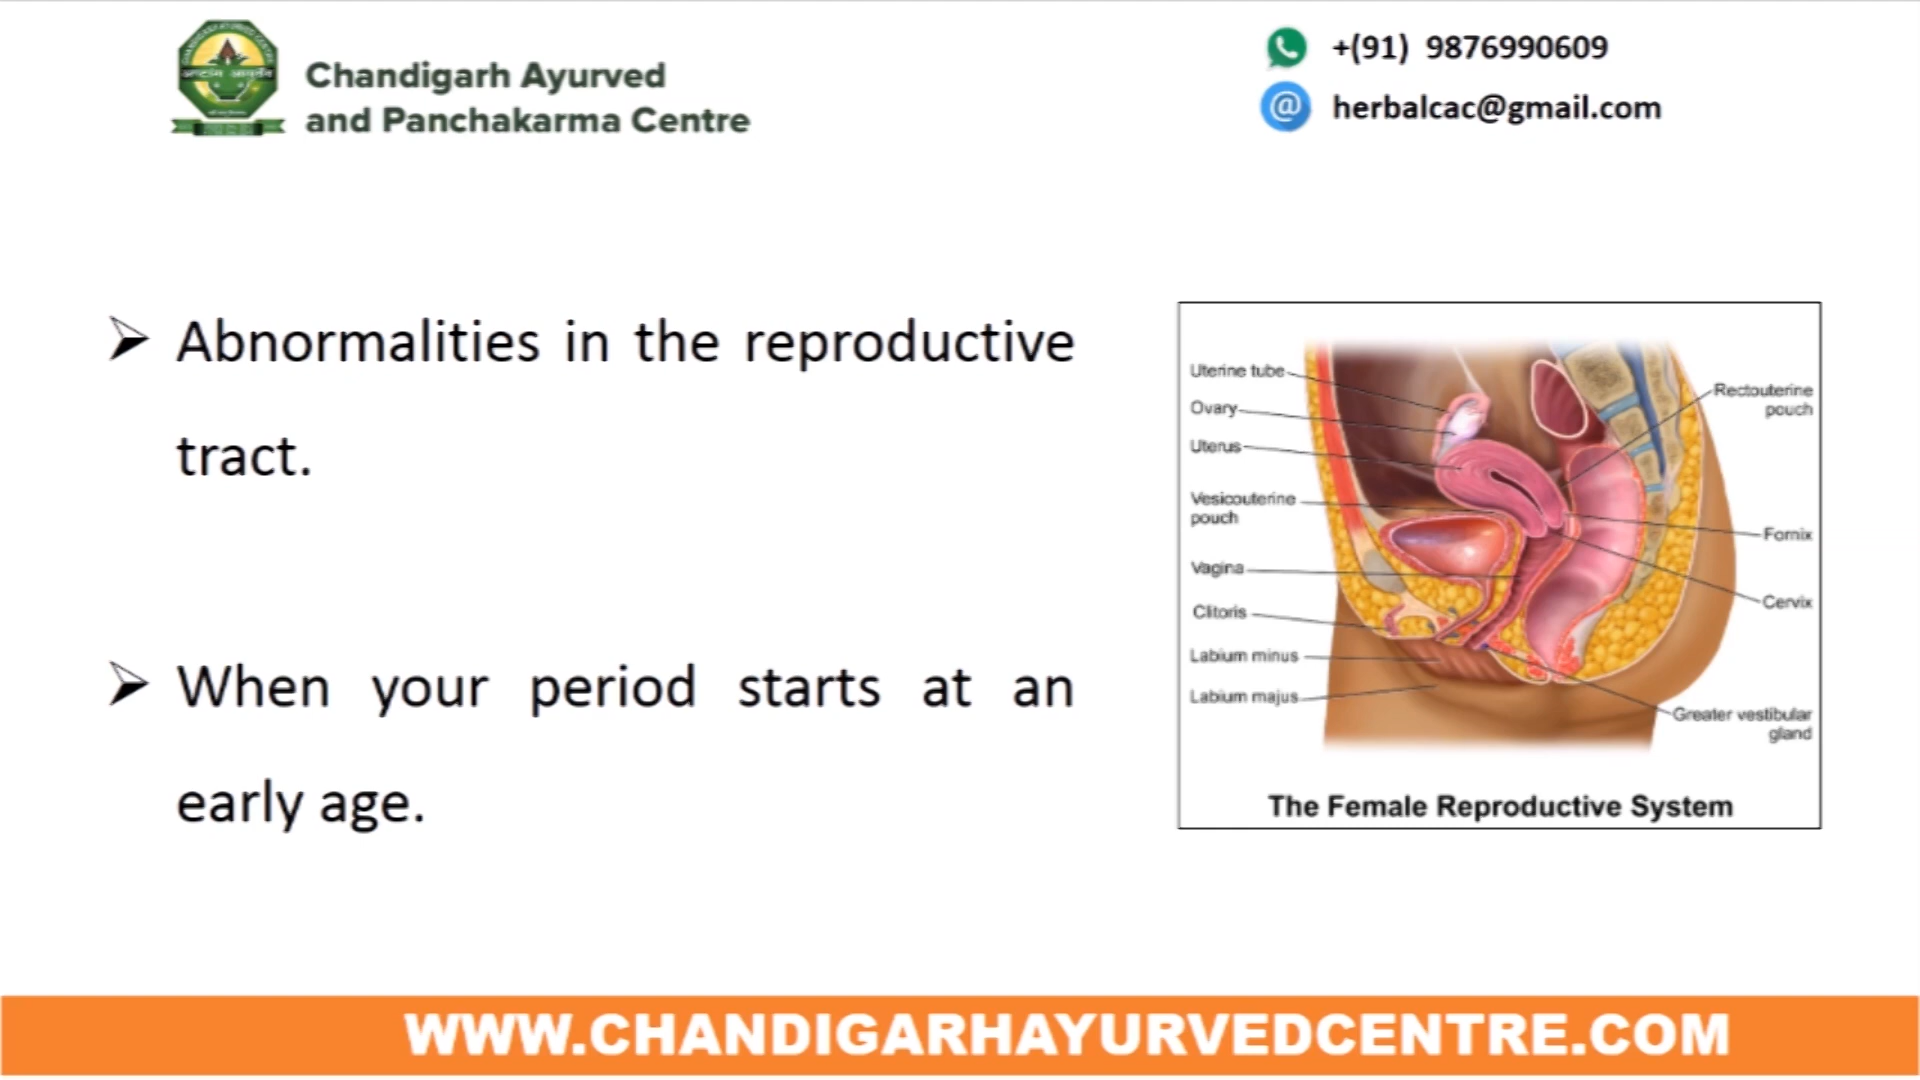 Chandigarh Ayurved
and Panchakarma Centre
+(91) 9876990609
@ herbalcac@gmail.com
Abnormalities in the reproductive
tract.
When your period starts at an
early age.
Uterine tube
Ovary
Uterus
Vesicouterine
pouch
Vagina
Clitoris
Labium minus
Labium majus
Rectouterine
pouch
Fornix
Cervix
Greater vestibular
gland
The Female Reproductive System
WWW.CHANDIGARHAYURVEDCENTRE.COM